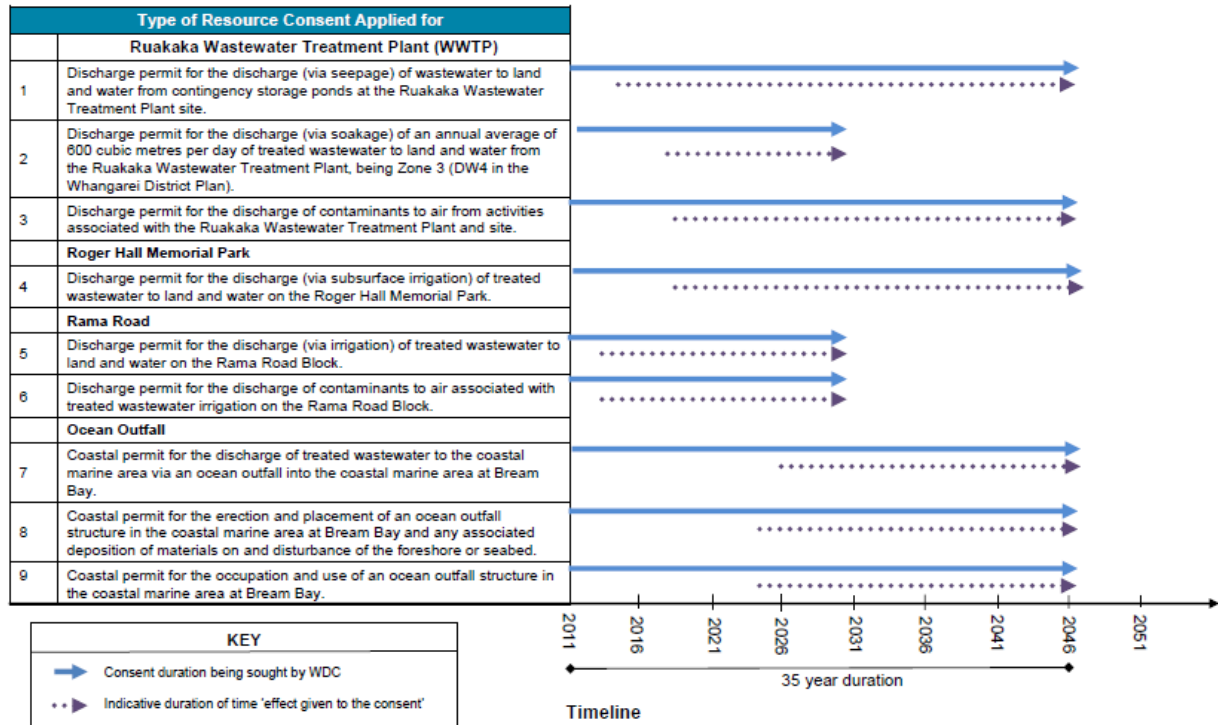 Type of Resource Consent Applied for
Ruakaka Wastewater Treatment Plant (WWTP)
1
Discharge permit for the discharge (via seepage) of wastewater to land
and water from contingency storage ponds at the Ruakaka Wastewater
Treatment Plant site.
2
Discharge permit for the discharge (via soakage) of an annual average of
600 cubic metres per day of treated wastewater to land and water from
the Ruakaka Wastewater Treatment Plant, being Zone 3 (DW4 in the
Whangarei District Plan).
3
Discharge permit for the discharge of contaminants to air from activities
associated with the Ruakaka Wastewater Treatment Plant and site.
Roger Hall Memorial Park
4
Discharge permit for the discharge (via subsurface irrigation) of treated
wastewater to land and water on the Roger Hall Memorial Park.
Rama Road
5
Discharge permit for the discharge (via irrigation) of treated wastewater to
land and water on the Rama Road Block.
6
Discharge permit for the discharge of contaminants to air associated with
treated wastewater irrigation on the Rama Road Block.
Ocean Outfall
7
Coastal permit for the discharge of treated wastewater to the coastal
marine area via an ocean outfall into the coastal marine area at Bream
Bay.
8
Coastal permit for the erection and placement of an ocean outfall
structure in the coastal marine area at Bream Bay and any associated
deposition of materials on and disturbance of the foreshore or seabed.
9
Coastal permit for the occupation and use of an ocean outfall structure in
the coastal marine area at Bream Bay.
2011
2016
2021
2026
2031
2036
2041
2046
2051
35 year duration
Timeline
KEY
Consent duration being sought by WDC
Indicative duration of time 'effect given to the consent'